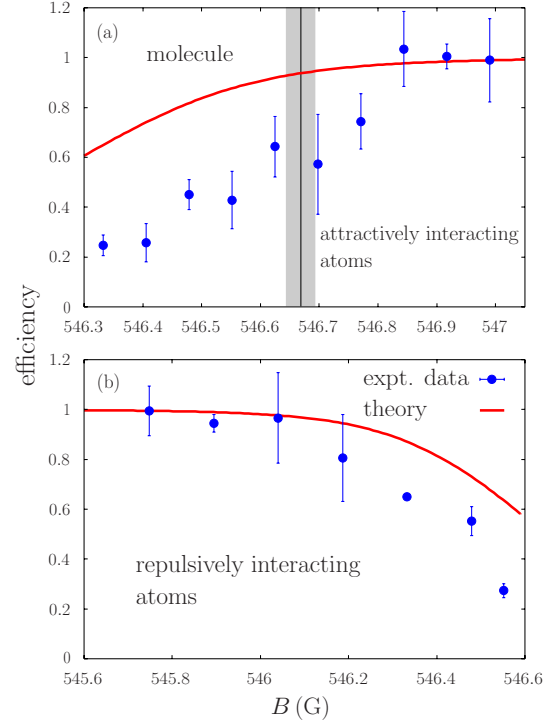 1.2
(a)
1
molecule
0.8
0.6
0.4
attractively interacting
atoms
0.2
0
546.3 546.4 546.5 546.6 546.7 546.8 546.9 547
efficiency
1.2
(b)
expt. data
1
theory
0.8
0.6
0.4
repulsively interacting
atoms
0.2
0
545.6 545.8 546 546.2 546.4 546.6
B (G)